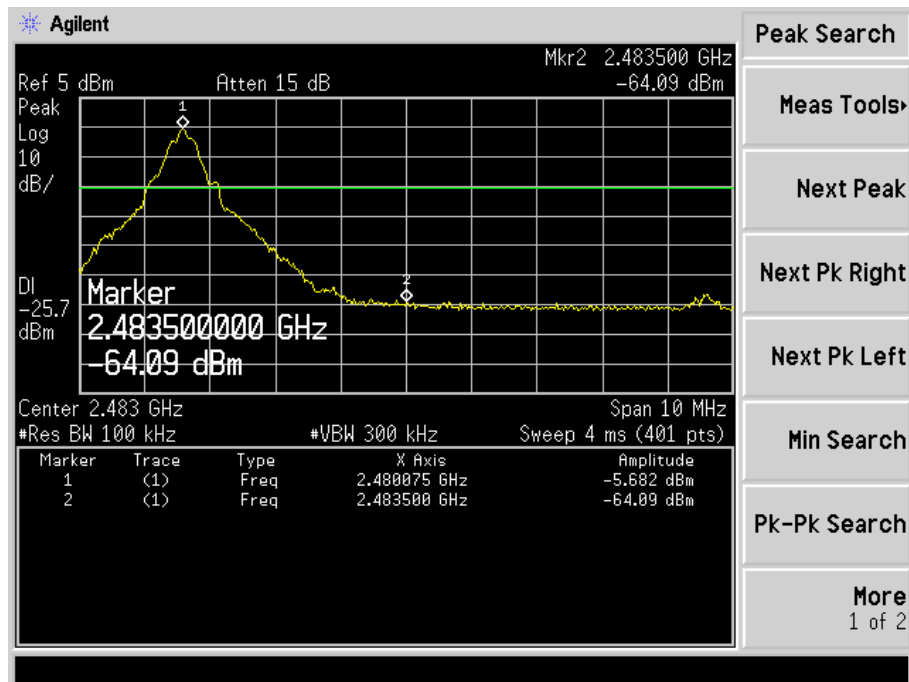 Agilent
Peak Search
Mkr2 2.483500 GHz
Ref 5 dBm Atten 15 dB -64.09 dBm
Peak
Log
10
dB/
1
2
DI
-25.7
dBm
Marker
2.483500000 GHz
-64.09 dBm
Center 2.483 GHz Span 10 MHz
#Res BW 100 kHz #VBW 300 kHz Sweep 4 ms (401 pts)
Marker Trace Type X Axis Amplitude
1 (1) Freq 2.480075 GHz -5.682 dBm
2 (1) Freq 2.483500 GHz -64.09 dBm
Meas Tools
Next Peak
Next Pk Right
Next Pk Left
Min Search
Pk-Pk Search
More
1 of 2